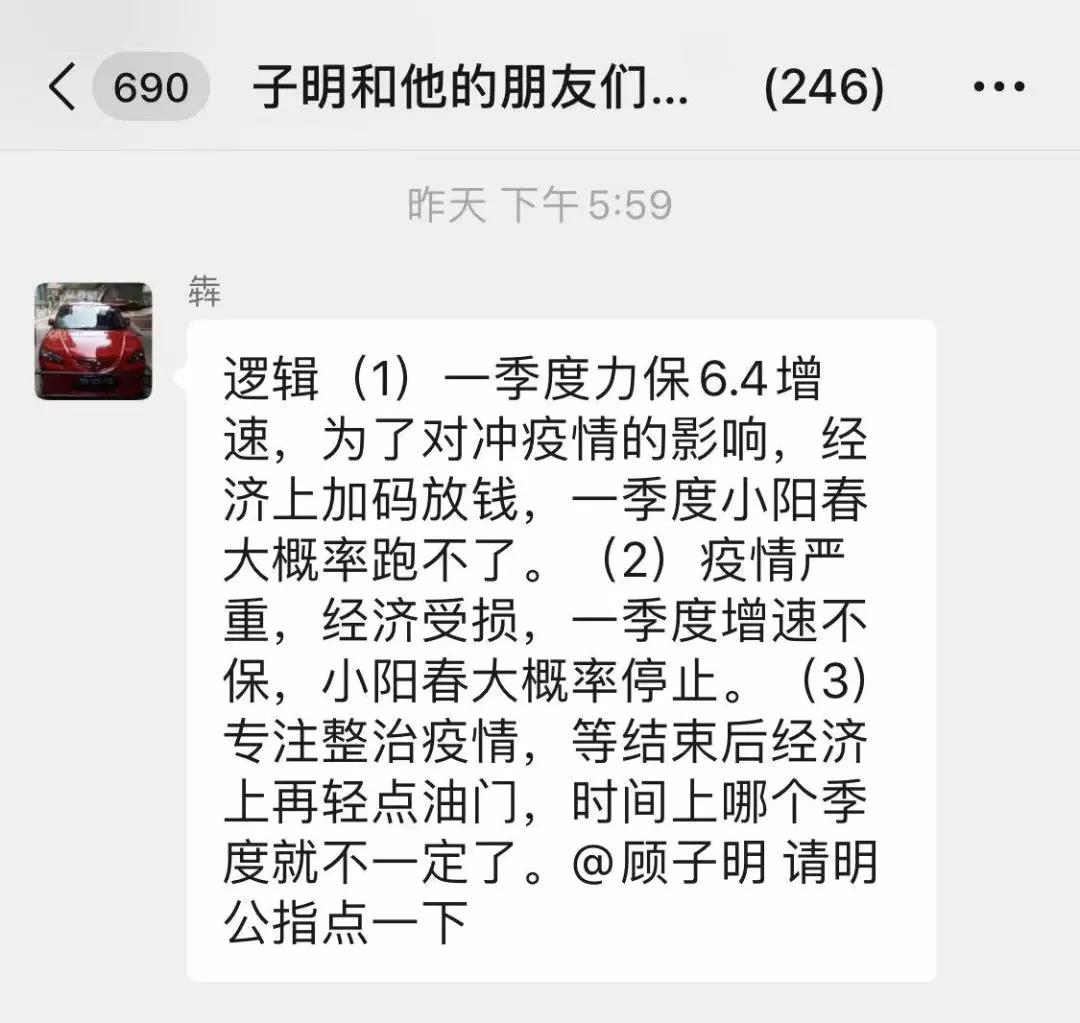 690
子明和他的朋友们... (246)
昨天 下午 5:59
犇
逻辑（1）一季度力保6.4增
速，为了对冲疫情的影响，经
济上加码放钱，一季度小阳春
大概率跑不了。（2）疫情严
重，经济受损，一季度增速不
保，小阳春大概率停止。（3）
专注整治疫情，等结束后经济
上再轻点油门，时间上哪个季
度就不一定了。@顾子明 请明
公指点一下